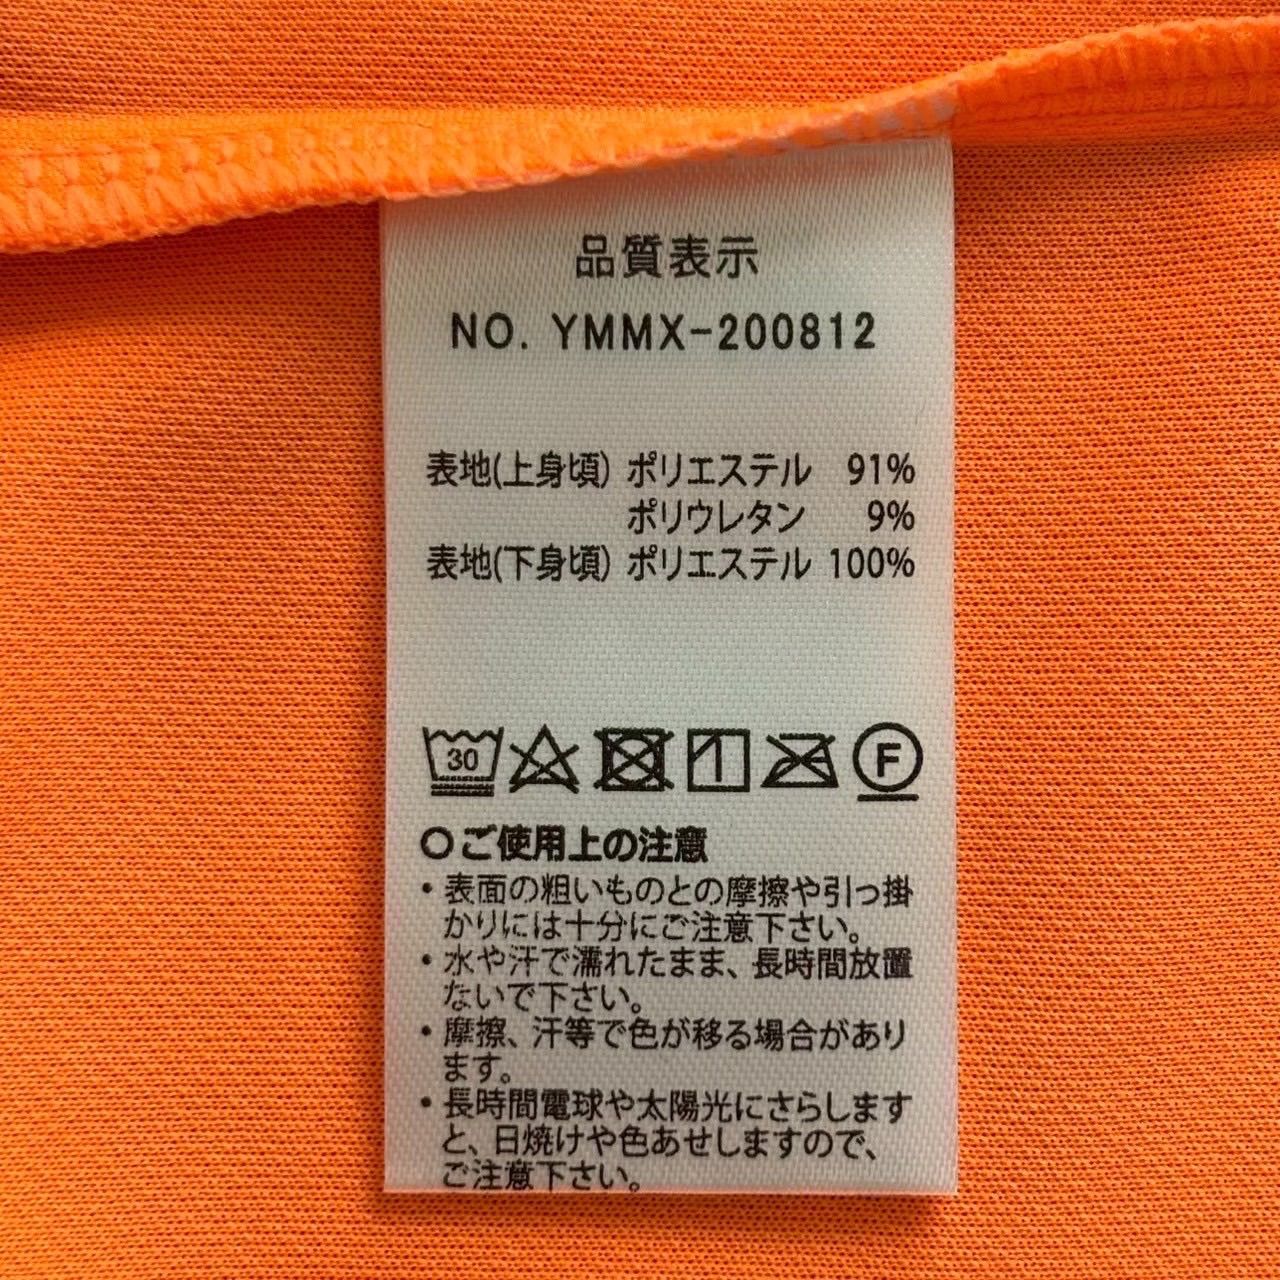 品質表示
NO. YMMX-200812
表地(上身頃) ポリエステル 91%
ポリウレタン 9%
表地(下身頃) ポリエステル 100%
30 F
○ご使用上の注意
・表面の粗いものとの摩擦や引っ掛
かりには十分にご注意下さい。
・水や汗で濡れたまま、長時間放置
ないで下さい。
・摩擦、汗等で色が移る場合があり
ます。
・長時間電球や太陽光にさらします
と、日焼けや色あせしますので、
ご注意下さい。